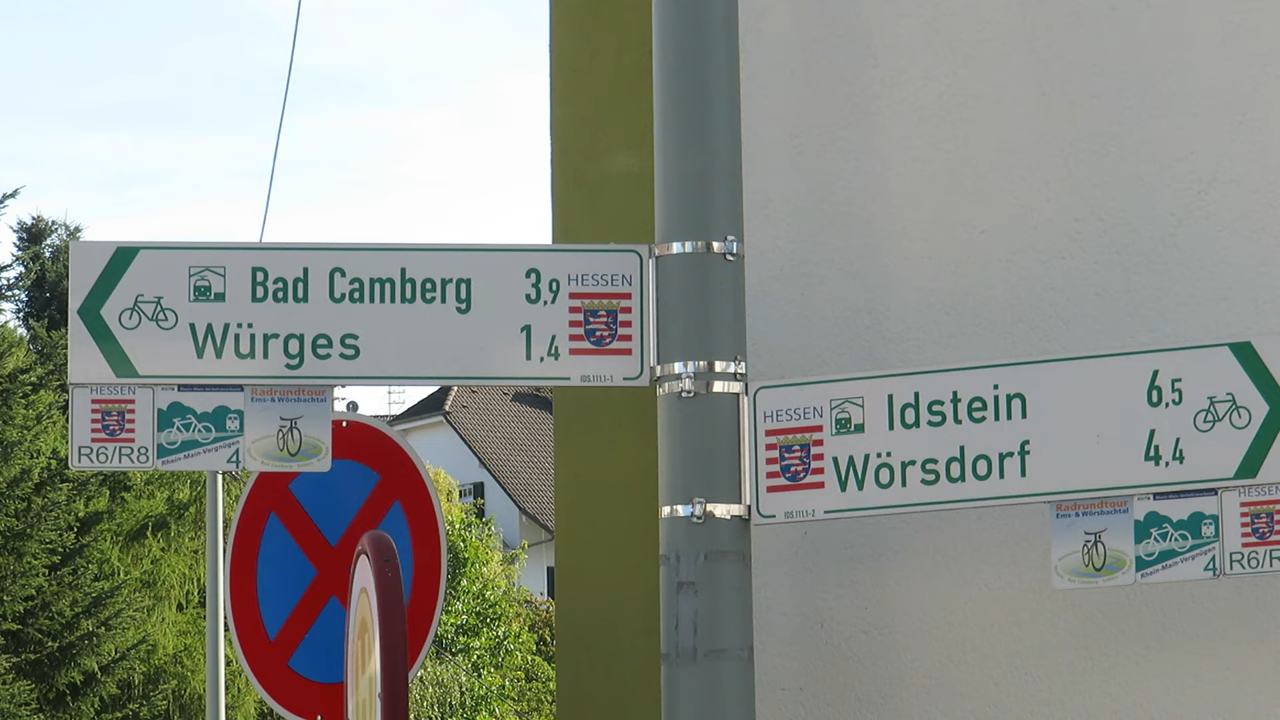 Bad Camberg 3,9
Würges 1,4
HESSEN
IDS.111.1-1
HESSEN
R6/R8
Rhein-Main-Vergnügen
4
Radrundtour
Ems- & Wörsbachtal
HESSEN
Idstein 6,5
Wörsdorf 4,4
IDS.111.1-2
Radrundtour
Ems- & Wörsbachtal
Rhein-Main-Vergnügen
4
HESSEN
R6/R